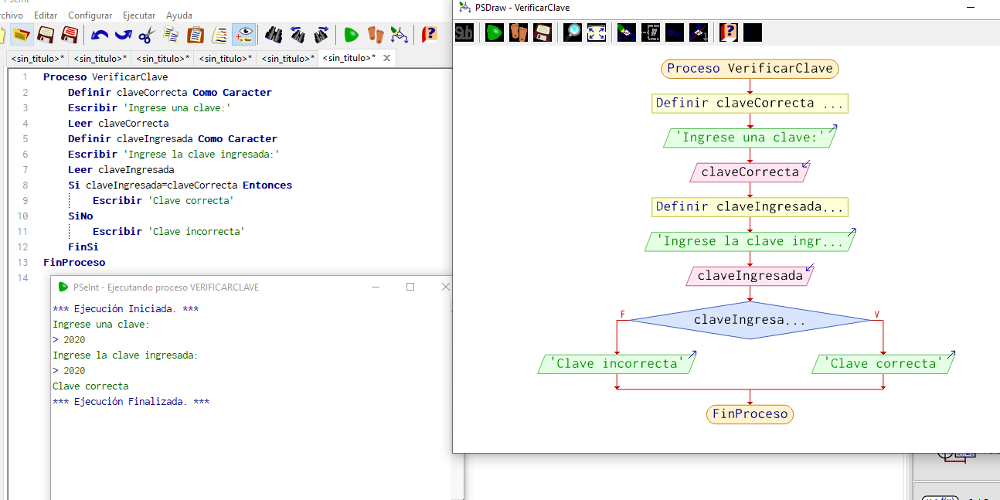 PSeInt
rchivo Editar Configurar Ejecutar Ayuda
<sin_titulo>* <sin_titulo>* <sin_titulo>* <sin_titulo>* <sin_titulo>* <sin_titulo>*
1 Proceso VerificarClave
2 Definir claveCorrecta Como Caracter
3 Escribir 'Ingrese una clave:'
4 Leer claveCorrecta
5 Definir claveIngresada Como Caracter
6 Escribir 'Ingrese la clave ingresada:'
7 Leer claveIngresada
8 Si claveIngresada=claveCorrecta Entonces
9 Escribir 'Clave correcta'
10 SiNo
11 Escribir 'Clave incorrecta'
12 FinSi
13 FinProceso
14
PSeInt - Ejecutando proceso VERIFICARCLAVE
*** Ejecución Iniciada. ***
Ingrese una clave:
> 2020
Ingrese la clave ingresada:
> 2020
Clave correcta
*** Ejecución Finalizada. ***
PSDraw - VerificarClave
Sub
Proceso VerificarClave
Definir claveCorrecta ...
'Ingrese una clave:'
claveCorrecta
Definir claveIngresada...
'Ingrese la clave ingr...
claveIngresada
F claveIngresa... V
'Clave incorrecta' 'Clave correcta'
FinProceso